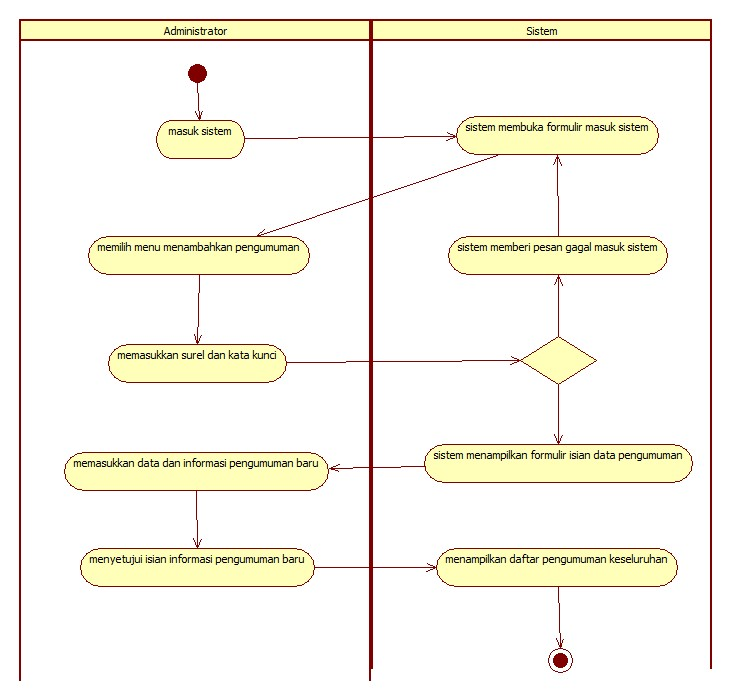 Administrator
Sistem
masuk sistem
sistem membuka formulir masuk sistem
memilih menu menambahkan pengumuman
sistem memberi pesan gagal masuk sistem
memasukkan surel dan kata kunci
sistem menampilkan formulir isian data pengumuman
memasukkan data dan informasi pengumuman baru
menyetujui isian informasi pengumuman baru
menampilkan daftar pengumuman keseluruhan